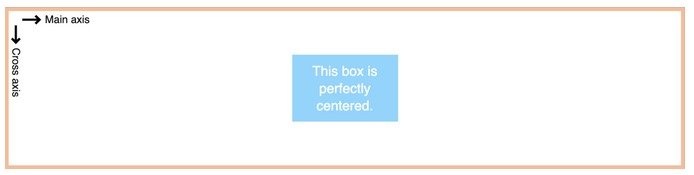 Main axis
Cross axis
This box is
perfectly
centered.